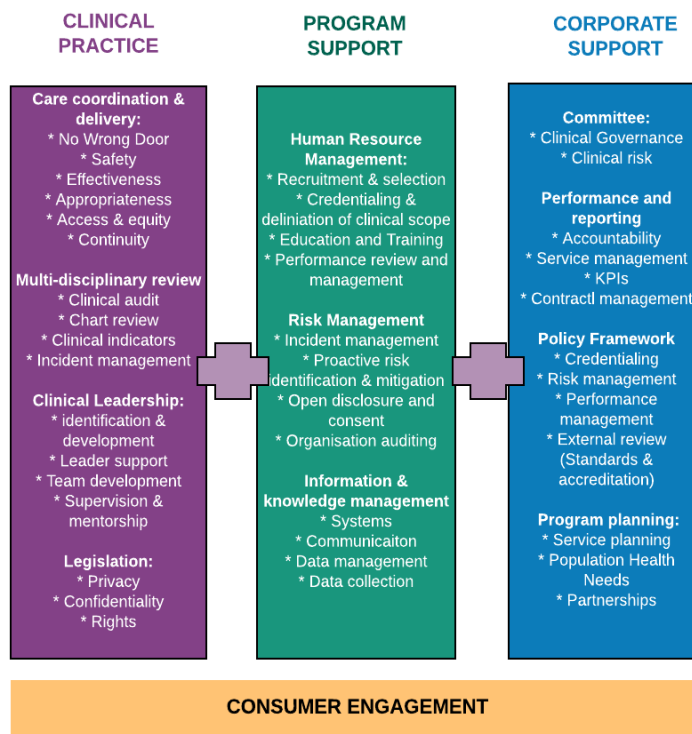 CLINICAL
PRACTICE
Care coordination &
delivery:
* No Wrong Door
* Safety
* Effectiveness
* Appropriateness
* Access & equity
* Continuity
Multi-disciplinary review
* Clinical audit
* Chart review
* Clinical indicators
* Incident management
Clinical Leadership:
* identification &
development
* Leader support
* Team development
* Supervision &
mentorship
Legislation:
* Privacy
* Confidentiality
* Rights
PROGRAM
SUPPORT
Human Resource
Management:
* Recruitment & selection
* Credentialing &
deliniation of clinical scope
* Education and Training
* Performance review and
management
Risk Management
* Incident management
* Proactive risk
identification & mitigation
* Open disclosure and
consent
* Organisation auditing
Information &
knowledge management
* Systems
* Communicaiton
* Data management
* Data collection
CORPORATE
SUPPORT
Committee:
* Clinical Governance
* Clinical risk
Performance and
reporting
* Accountability
* Service management
* KPIs
* Contractl management
Policy Framework
* Credentialing
* Risk management
* Performance
management
* External review
(Standards &
accreditation)
Program planning:
* Service planning
* Population Health
Needs
* Partnerships
CONSUMER ENGAGEMENT